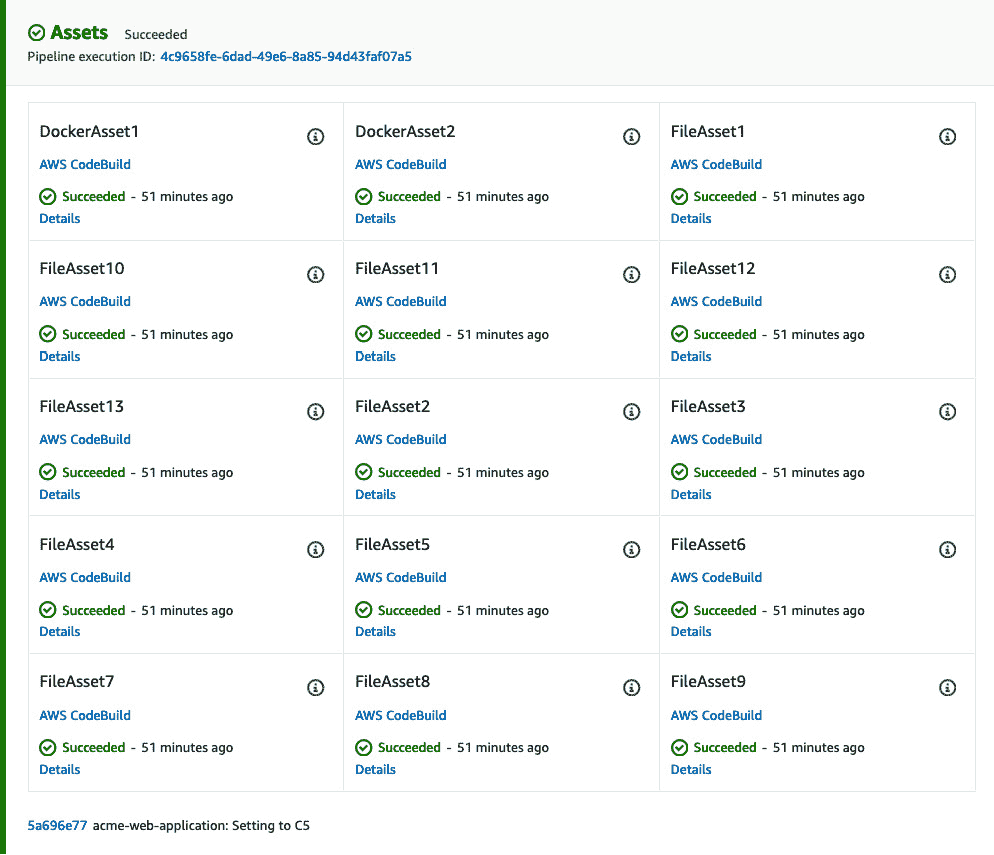 Assets Succeeded
Pipeline execution ID: 4c9658fe-6dad-49e6-8a85-94d43faf07a5
DockerAsset1
AWS CodeBuild
Succeeded - 51 minutes ago
Details
DockerAsset2
AWS CodeBuild
Succeeded - 51 minutes ago
Details
FileAsset1
AWS CodeBuild
Succeeded - 51 minutes ago
Details
FileAsset10
AWS CodeBuild
Succeeded - 51 minutes ago
Details
FileAsset11
AWS CodeBuild
Succeeded - 51 minutes ago
Details
FileAsset12
AWS CodeBuild
Succeeded - 51 minutes ago
Details
FileAsset13
AWS CodeBuild
Succeeded - 51 minutes ago
Details
FileAsset2
AWS CodeBuild
Succeeded - 51 minutes ago
Details
FileAsset3
AWS CodeBuild
Succeeded - 51 minutes ago
Details
FileAsset4
AWS CodeBuild
Succeeded - 51 minutes ago
Details
FileAsset5
AWS CodeBuild
Succeeded - 51 minutes ago
Details
FileAsset6
AWS CodeBuild
Succeeded - 51 minutes ago
Details
FileAsset7
AWS CodeBuild
Succeeded - 51 minutes ago
Details
FileAsset8
AWS CodeBuild
Succeeded - 51 minutes ago
Details
FileAsset9
AWS CodeBuild
Succeeded - 51 minutes ago
Details
5a696e77 acme-web-application: Setting to C5